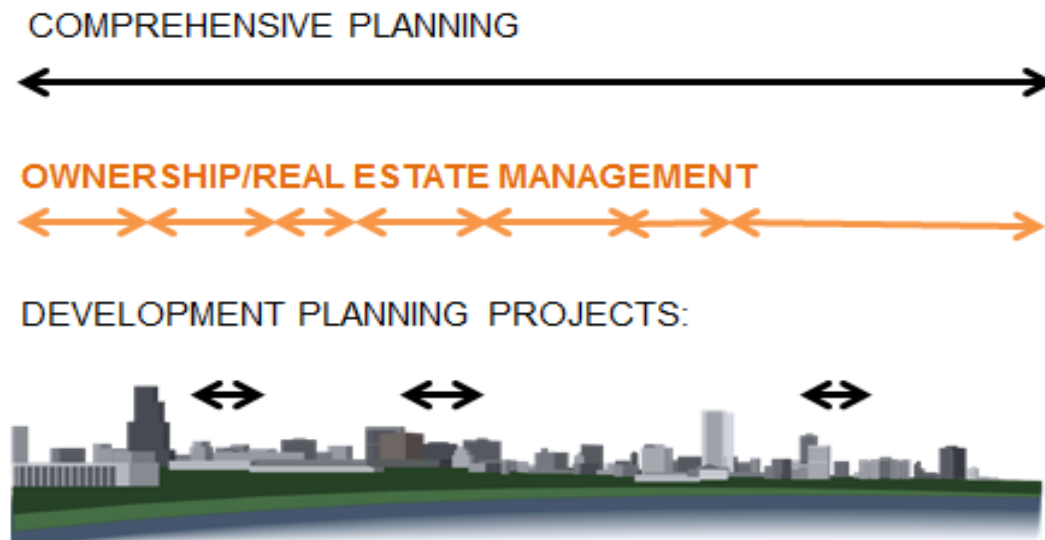 COMPREHENSIVE PLANNING
OWNERSHIP/REAL ESTATE MANAGEMENT
DEVELOPMENT PLANNING PROJECTS: